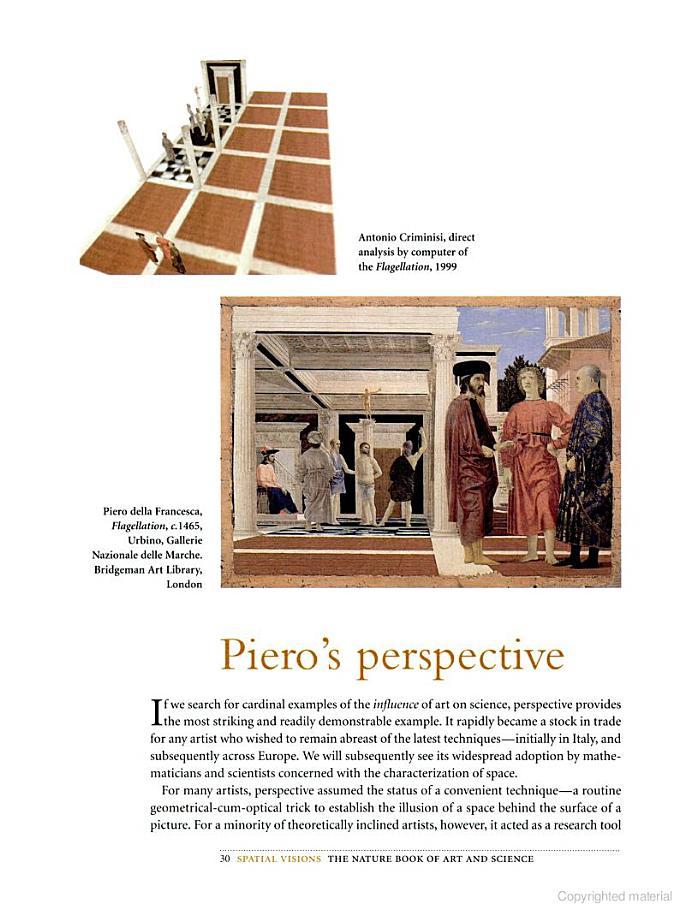 Antonio Criminisi, direct
analysis by computer of
the Flagellation, 1999
Piero della Francesca,
Flagellation, c.1465,
Urbino, Gallerie
Nazionale delle Marche.
Bridgeman Art Library,
London
Piero's perspective
If we search for cardinal examples of the influence of art on science, perspective provides
the most striking and readily demonstrable example. It rapidly became a stock in trade
for any artist who wished to remain abreast of the latest techniques—initially in Italy, and
subsequently across Europe. We will subsequently see its widespread adoption by mathe-
maticians and scientists concerned with the characterization of space.
For many artists, perspective assumed the status of a convenient technique—a routine
geometrical-cum-optical trick to establish the illusion of a space behind the surface of a
picture. For a minority of theoretically inclined artists, however, it acted as a research tool
30 SPATIAL VISIONS THE NATURE BOOK OF ART AND SCIENCE
Copyrighted material